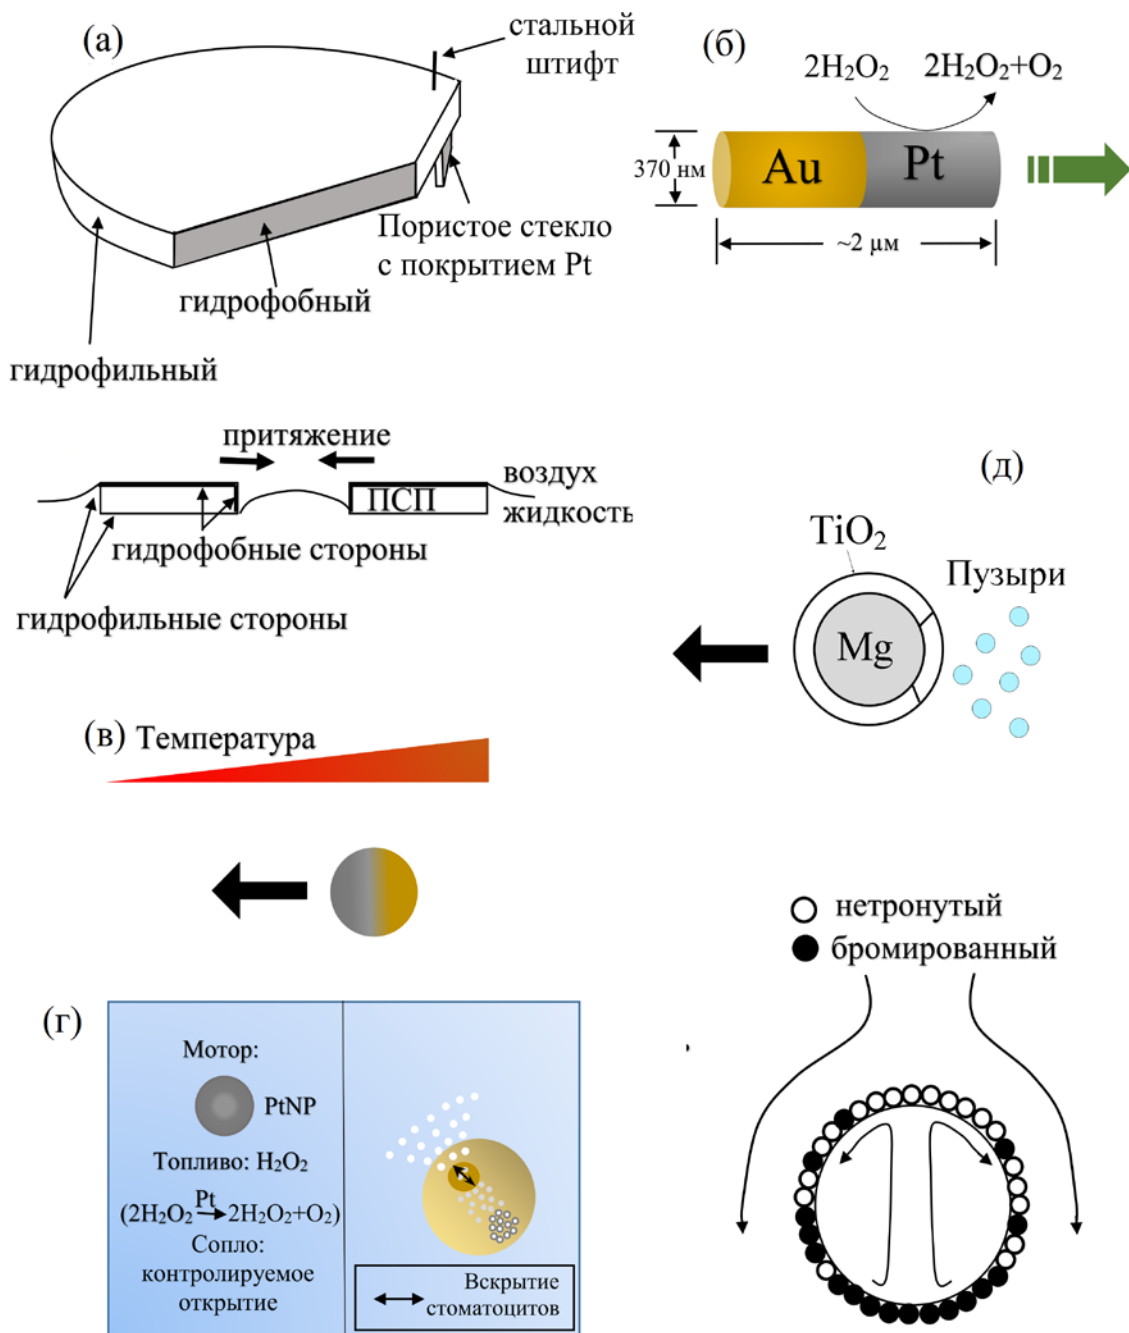 (а)
стальной
штифт
Пористое стекло
с покрытием Pt
гидрофобный
гидрофильный
притяжение
воздух
ПСП
жидкость
гидрофобные стороны
гидрофильные стороны
(б)
2H₂O₂ 2H₂O₂+O₂
370 нм
Au Pt
~2 μм
(д)
TiO₂
Пузыри
Mg
(в) Температура
нетронутый
бромированный
(г)
Мотор:
PtNP
Топливо: H₂O₂
Pt
(2H₂O₂→2H₂O₂+O₂)
Сопло:
контролируемое
открытие
Вскрытие
стоматоцитов